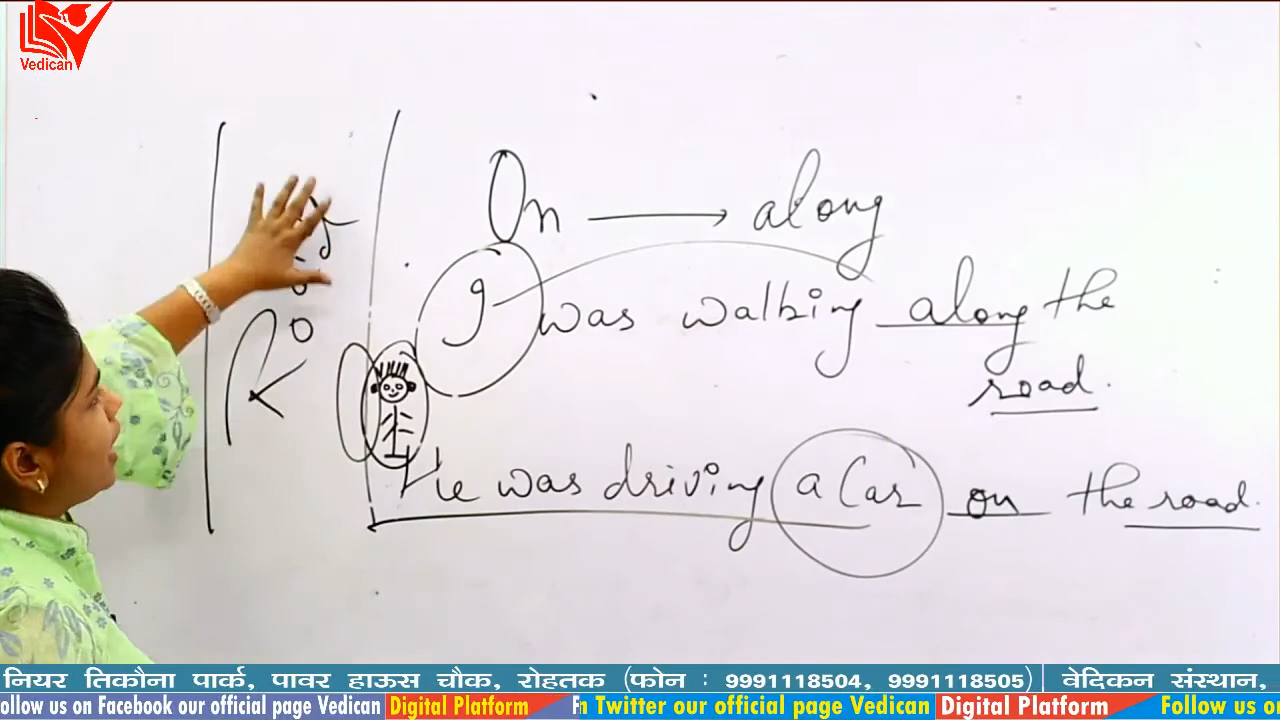 Vedican
On → along
I was walking along the
road.
He was driving a Car on the road.
नियर तिकौना पार्क, पावर हाऊस चौक, रोहतक (फोन : 9991118504, 9991118505) वेदिकन संस्थान,
ollow us on Facebook our official page Vedican Digital Platform Twitter our official page Vedican Digital Platform Follow us o